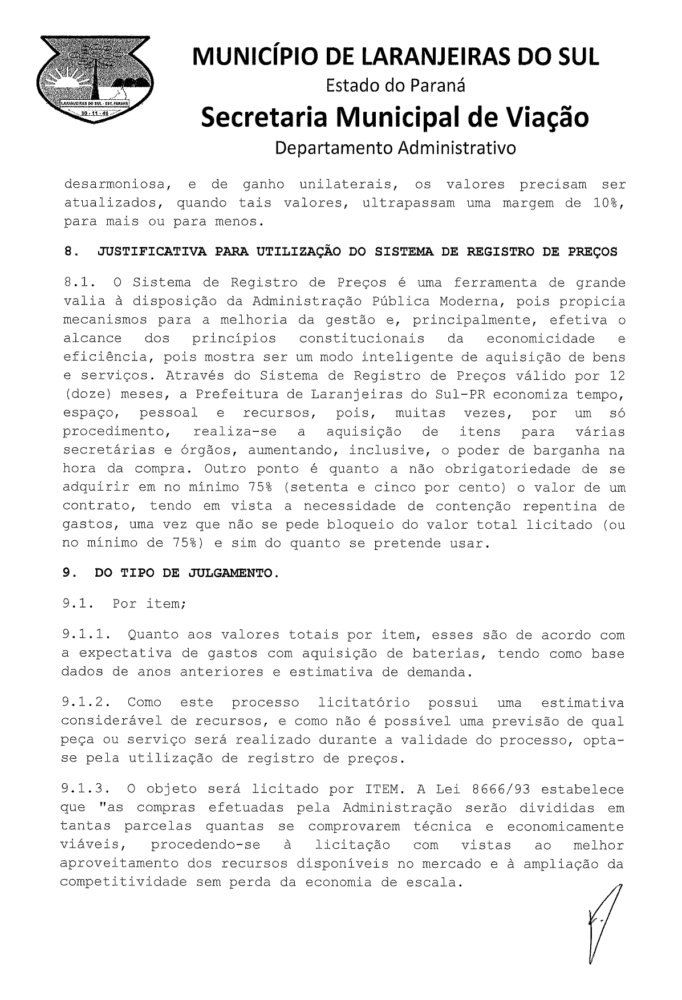 MUNICÍPIO DE LARANJEIRAS DO SUL
Estado do Paraná
Secretaria Municipal de Viação
Departamento Administrativo
LARANJEIRAS DO SUL - EST. PARANÁ
30 - 11 - 46
desarmoniosa, e de ganho unilaterais, os valores precisam ser
atualizados, quando tais valores, ultrapassam uma margem de 10%,
para mais ou para menos.
8. JUSTIFICATIVA PARA UTILIZAÇÃO DO SISTEMA DE REGISTRO DE PREÇOS
8.1. O Sistema de Registro de Preços é uma ferramenta de grande
valia à disposição da Administração Pública Moderna, pois propicia
mecanismos para a melhoria da gestão e, principalmente, efetiva o
alcance dos princípios constitucionais da economicidade e
eficiência, pois mostra ser um modo inteligente de aquisição de bens
e serviços. Através do Sistema de Registro de Preços válido por 12
(doze) meses, a Prefeitura de Laranjeiras do Sul-PR economiza tempo,
espaço, pessoal e recursos, pois, muitas vezes, por um só
procedimento, realiza-se a aquisição de itens para várias
secretárias e órgãos, aumentando, inclusive, o poder de barganha na
hora da compra. Outro ponto é quanto a não obrigatoriedade de se
adquirir em no mínimo 75% (setenta e cinco por cento) o valor de um
contrato, tendo em vista a necessidade de contenção repentina de
gastos, uma vez que não se pede bloqueio do valor total licitado (ou
no mínimo de 75%) e sim do quanto se pretende usar.
9. DO TIPO DE JULGAMENTO.
9.1. Por item;
9.1.1. Quanto aos valores totais por item, esses são de acordo com
a expectativa de gastos com aquisição de baterias, tendo como base
dados de anos anteriores e estimativa de demanda.
9.1.2. Como este processo licitatório possui uma estimativa
considerável de recursos, e como não é possível uma previsão de qual
peça ou serviço será realizado durante a validade do processo, opta-
se pela utilização de registro de preços.
9.1.3. O objeto será licitado por ITEM. A Lei 8666/93 estabelece
que "as compras efetuadas pela Administração serão divididas em
tantas parcelas quantas se comprovarem técnica e economicamente
viáveis, procedendo-se à licitação com vistas ao melhor
aproveitamento dos recursos disponíveis no mercado e à ampliação da
competitividade sem perda da economia de escala.